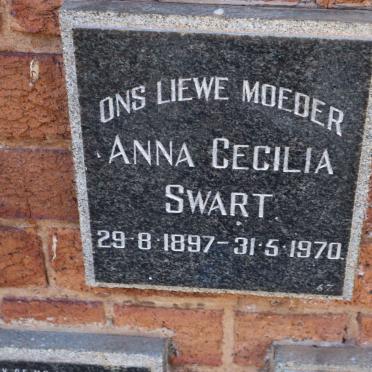 ONS LIEWE MOEDER
ANNA CECILIA
SWART
29·8·1897-31·5·1970